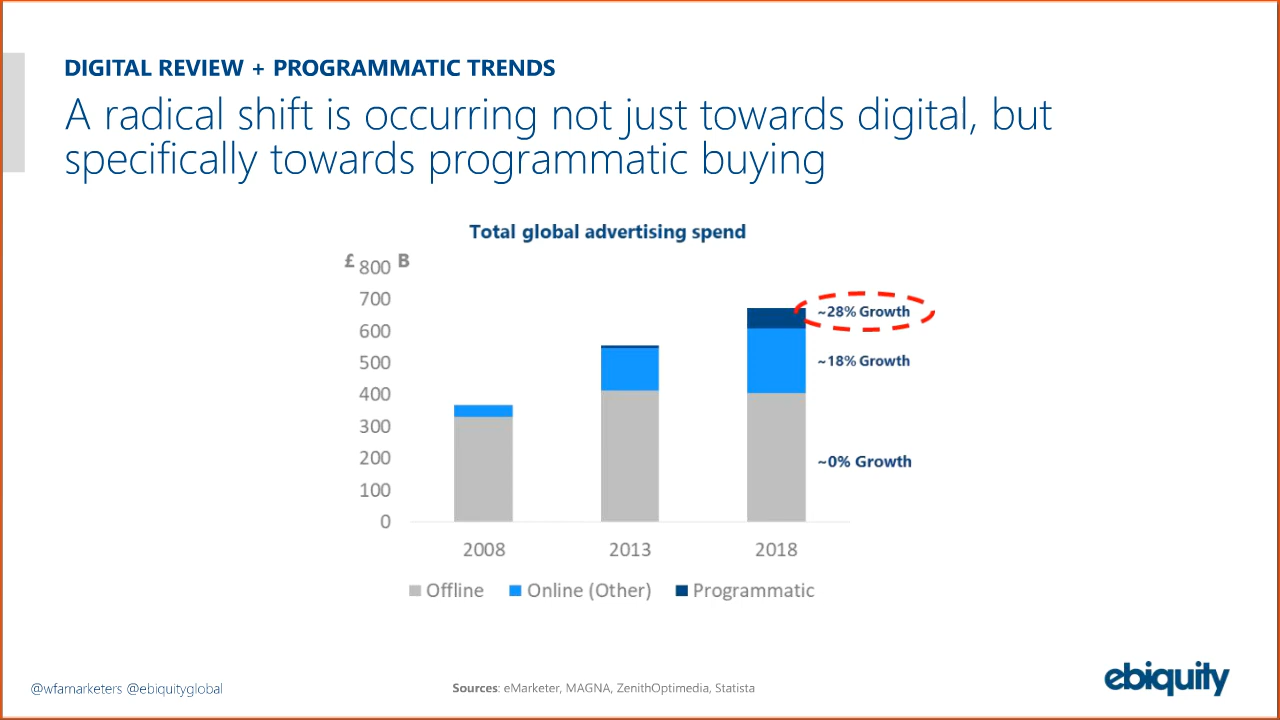 DIGITAL REVIEW + PROGRAMMATIC TRENDS
A radical shift is occurring not just towards digital, but
specifically towards programmatic buying
Total global advertising spend
£ 800 B
700
600
500
400
300
200
100
0
~28% Growth
~18% Growth
~0% Growth
2008 2013 2018
Offline Online (Other) Programmatic
@wfamarketers @ebiquityglobal
Sources: eMarketer, MAGNA, ZenithOptimedia, Statista
ebiquity